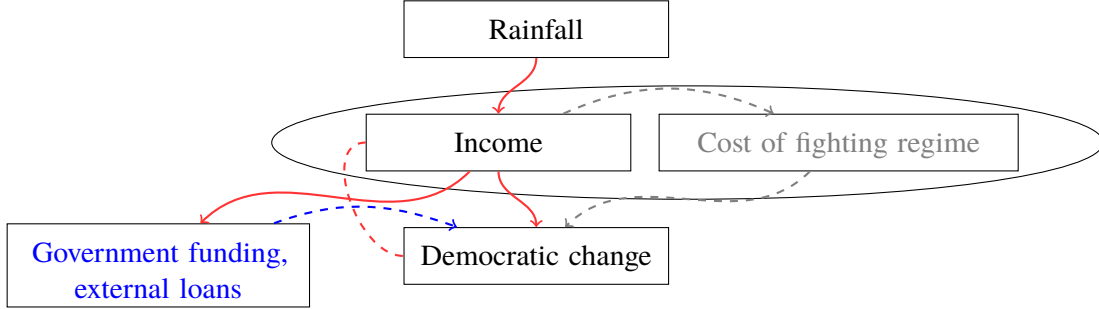 Rainfall
Income
Cost of fighting regime
Government funding,
external loans
Democratic change